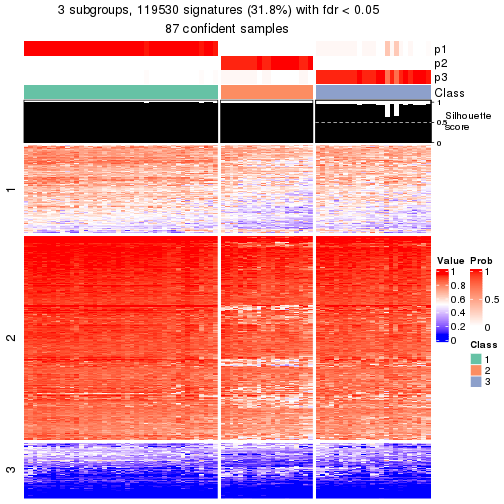 3 subgroups, 119530 signatures (31.8%) with fdr < 0.05
87 confident samples
p1
p2
p3
Class
1
0.5
0
Silhouette
score
1
2
3
Value
1
0.8
0.6
0.4
0.2
0
Prob
1
0.5
0
Class
1
2
3